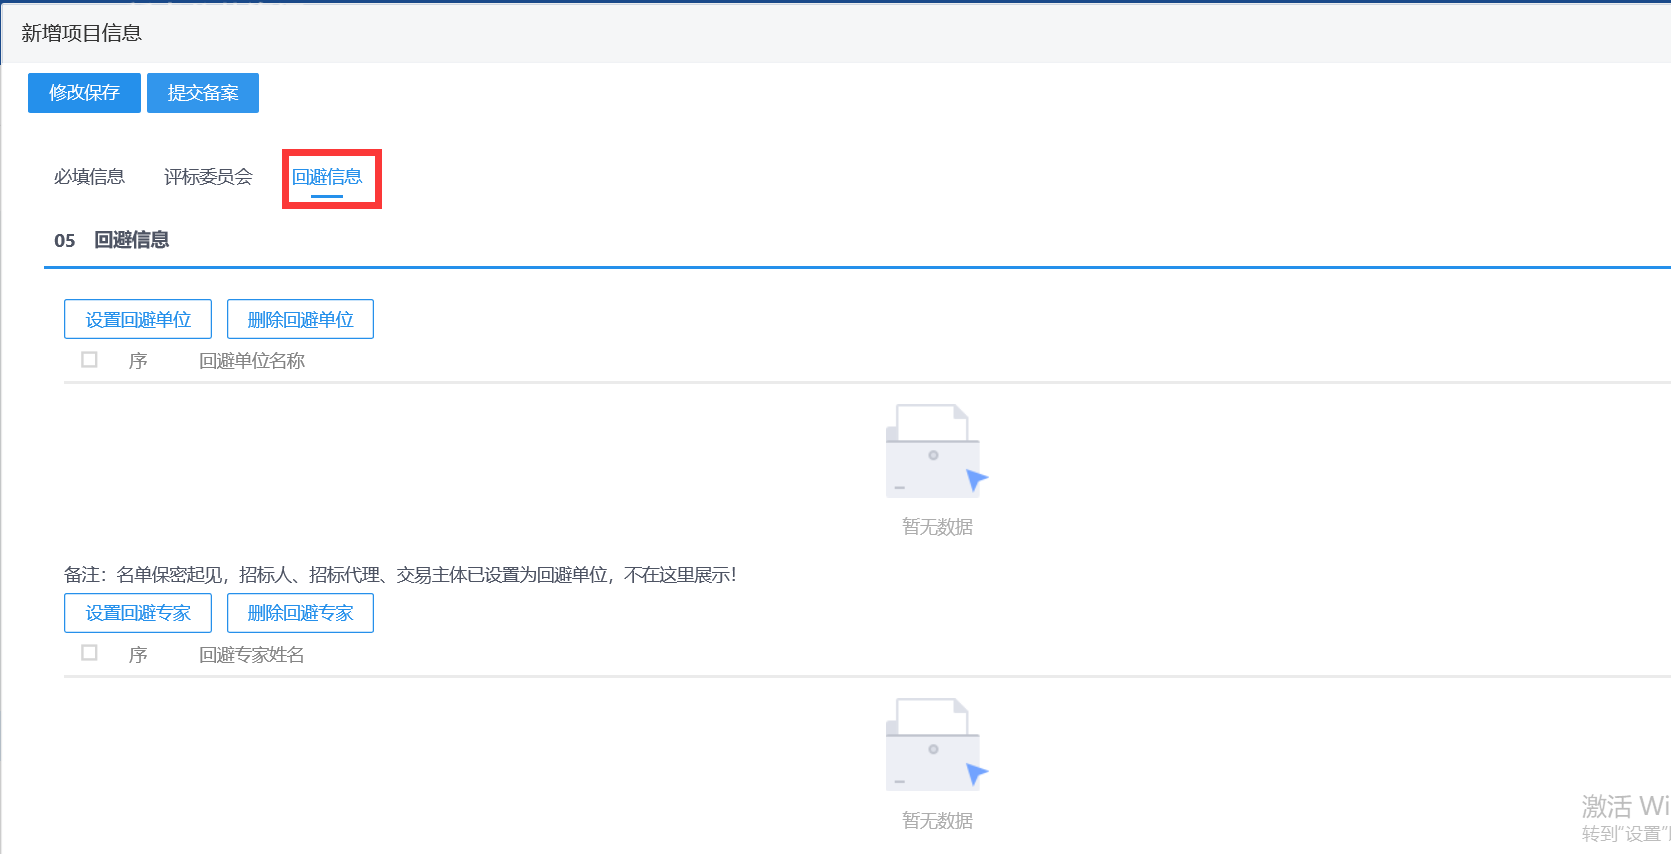 新增项目信息
修改保存 提交备案
必填信息 评标委员会 回避信息
05 回避信息
设置回避单位 删除回避单位
序 回避单位名称
暂无数据
备注：名单保密起见，招标人、招标代理、交易主体已设置为回避单位，不在这里展示！
设置回避专家 删除回避专家
序 回避专家姓名
暂无数据
激活 Wi
转到“设置”